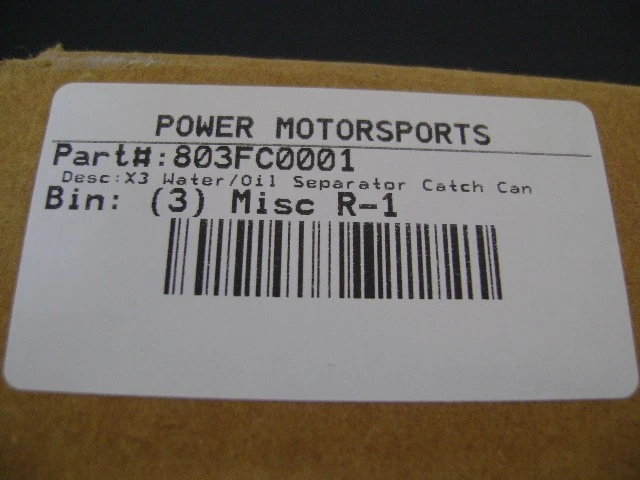 POWER MOTORSPORTS
Part#:803FC0001
Desc:X3 Water/Oil Separator Catch Can
Bin: (3) Misc R-1